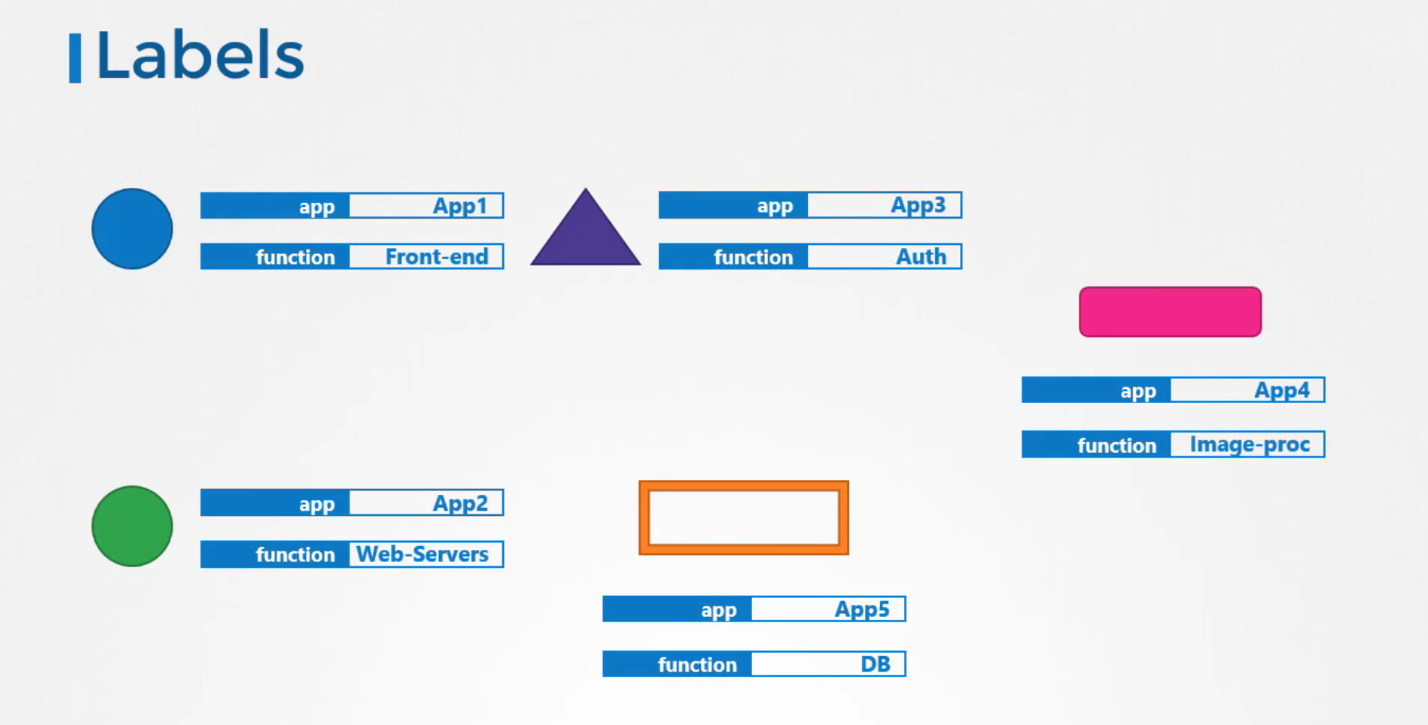 Labels
app App1
function Front-end
app App3
function Auth
app App4
function Image-proc
app App2
function Web-Servers
app App5
function DB